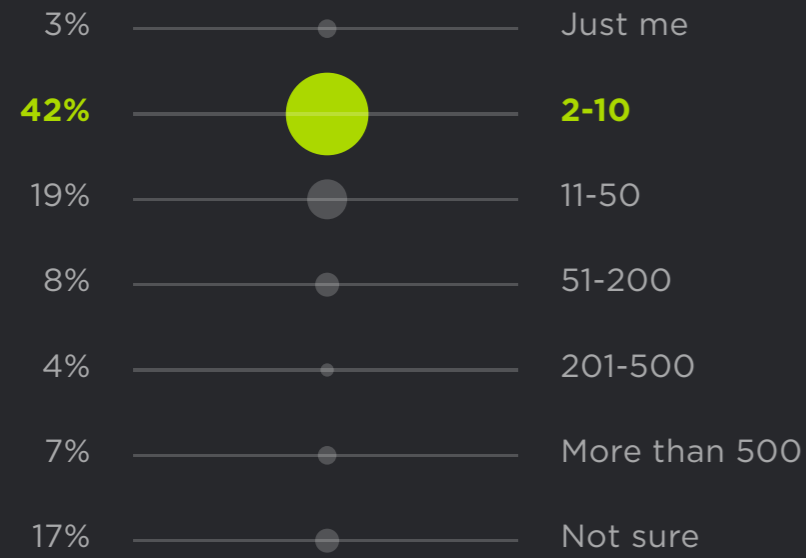 3% Just me
42% 2-10
19% 11-50
8% 51-200
4% 201-500
7% More than 500
17% Not sure